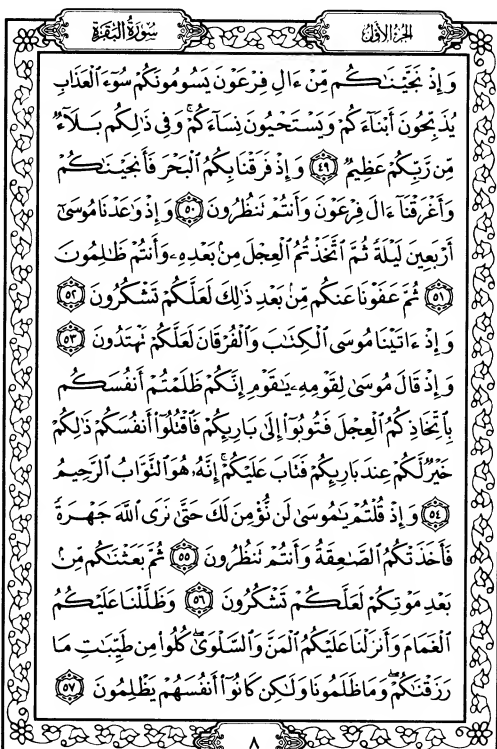 الجزء الأول
سورة البقرة
وَإِذْ نَجَّيْنَٰكُم مِّنْ ءَالِ فِرْعَوْنَ يَسُومُونَكُمْ سُوٓءَ ٱلْعَذَابِ
يُذَبِّحُونَ أَبْنَآءَكُمْ وَيَسْتَحْيُونَ نِسَآءَكُمْ ۚ وَفِى ذَٰلِكُم بَلَآءٌ
مِّن رَّبِّكُمْ عَظِيمٌ ٤٩ وَإِذْ فَرَقْنَا بِكُمُ ٱلْبَحْرَ فَأَنجَيْنَٰكُمْ
وَأَغْرَقْنَآ ءَالَ فِرْعَوْنَ وَأَنتُمْ تَنظُرُونَ ٥٠ وَإِذْ وَٰعَدْنَا مُوسَىٰٓ
أَرْبَعِينَ لَيْلَةً ثُمَّ ٱتَّخَذْتُمُ ٱلْعِجْلَ مِنۢ بَعْدِهِۦ وَأَنتُمْ ظَٰلِمُونَ
٥١ ثُمَّ عَفَوْنَا عَنكُم مِّنۢ بَعْدِ ذَٰلِكَ لَعَلَّكُمْ تَشْكُرُونَ ٥٢
وَإِذْ ءَاتَيْنَا مُوسَى ٱلْكِتَٰبَ وَٱلْفُرْقَانَ لَعَلَّكُمْ تَهْتَدُونَ ٥٣
وَإِذْ قَالَ مُوسَىٰ لِقَوْمِهِۦ يَٰقَوْمِ إِنَّكُمْ ظَلَمْتُمْ أَنفُسَكُم
بِٱتِّخَاذِكُمُ ٱلْعِجْلَ فَتُوبُوٓا۟ إِلَىٰ بَارِئِكُمْ فَٱقْتُلُوٓا۟ أَنفُسَكُمْ ذَٰلِكُمْ
خَيْرٌ لَّكُمْ عِندَ بَارِئِكُمْ فَتَابَ عَلَيْكُمْ ۚ إِنَّهُۥ هُوَ ٱلتَّوَّابُ ٱلرَّحِيمُ
٥٤ وَإِذْ قُلْتُمْ يَٰمُوسَىٰ لَن نُّؤْمِنَ لَكَ حَتَّىٰ نَرَى ٱللَّهَ جَهْرَةً
فَأَخَذَتْكُمُ ٱلصَّٰعِقَةُ وَأَنتُمْ تَنظُرُونَ ٥٥ ثُمَّ بَعَثْنَٰكُم مِّنۢ
بَعْدِ مَوْتِكُمْ لَعَلَّكُمْ تَشْكُرُونَ ٥٦ وَظَلَّلْنَا عَلَيْكُمُ
ٱلْغَمَامَ وَأَنزَلْنَا عَلَيْكُمُ ٱلْمَنَّ وَٱلسَّلْوَىٰ ۖ كُلُوا۟ مِن طَيِّبَٰتِ مَا
رَزَقْنَٰكُمْ ۖ وَمَا ظَلَمُونَا وَلَٰكِن كَانُوٓا۟ أَنفُسَهُمْ يَظْلِمُونَ ٥٧
٨